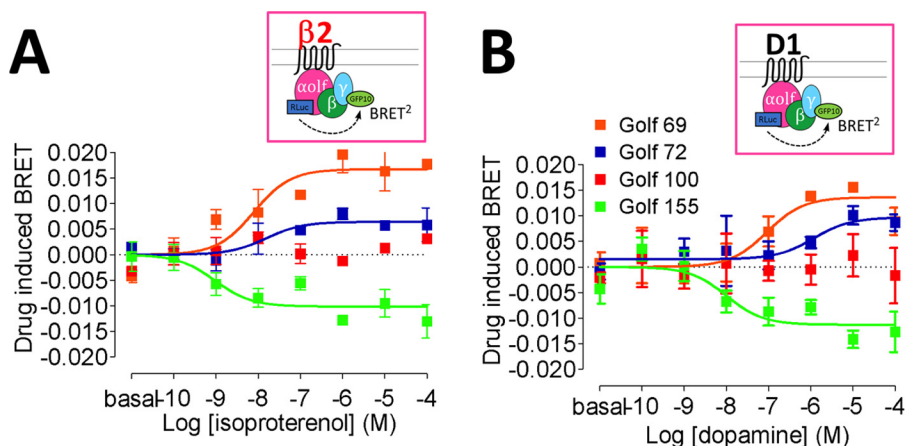 A
β2
αolf
γ
β
RLuc
GFP10
BRET²
Drug induced BRET
0.020
0.015
0.010
0.005
0.000
-0.005
-0.010
-0.015
-0.020
basal -10 -9 -8 -7 -6 -5 -4
Log [isoproterenol] (M)
B
D1
αolf
γ
β
RLuc
GFP10
BRET²
Golf 69
Golf 72
Golf 100
Golf 155
Drug induced BRET
0.020
0.015
0.010
0.005
0.000
-0.005
-0.010
-0.015
-0.020
basal -10 -9 -8 -7 -6 -5 -4
Log [dopamine] (M)